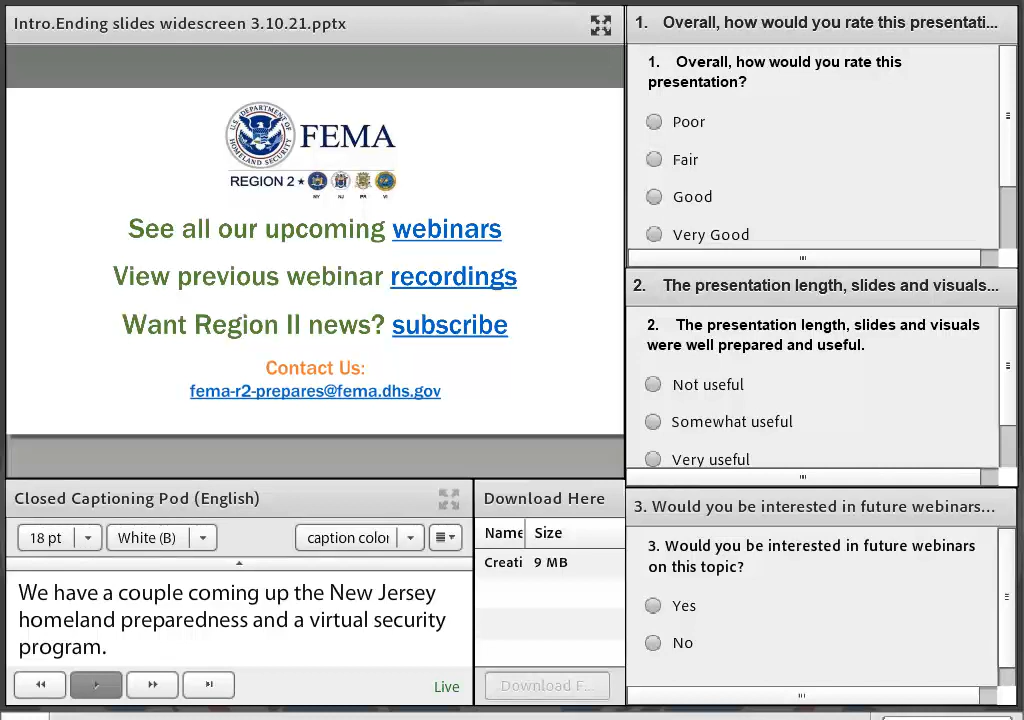 Intro.Ending slides widescreen 3.10.21.pptx
FEMA
REGION 2 ★
NY NJ PR VI
See all our upcoming webinars
View previous webinar recordings
Want Region II news? subscribe
Contact Us:
fema-r2-prepares@fema.dhs.gov
Closed Captioning Pod (English)
18 pt
White (B)
caption color
We have a couple coming up the New Jersey
homeland preparedness and a virtual security
program.
Live
Download Here
Name Size
Creati 9 MB
Download F...
1. Overall, how would you rate this presentati...
1. Overall, how would you rate this
presentation?
Poor
Fair
Good
Very Good
2. The presentation length, slides and visuals...
2. The presentation length, slides and visuals
were well prepared and useful.
Not useful
Somewhat useful
Very useful
3. Would you be interested in future webinars...
3. Would you be interested in future webinars
on this topic?
Yes
No